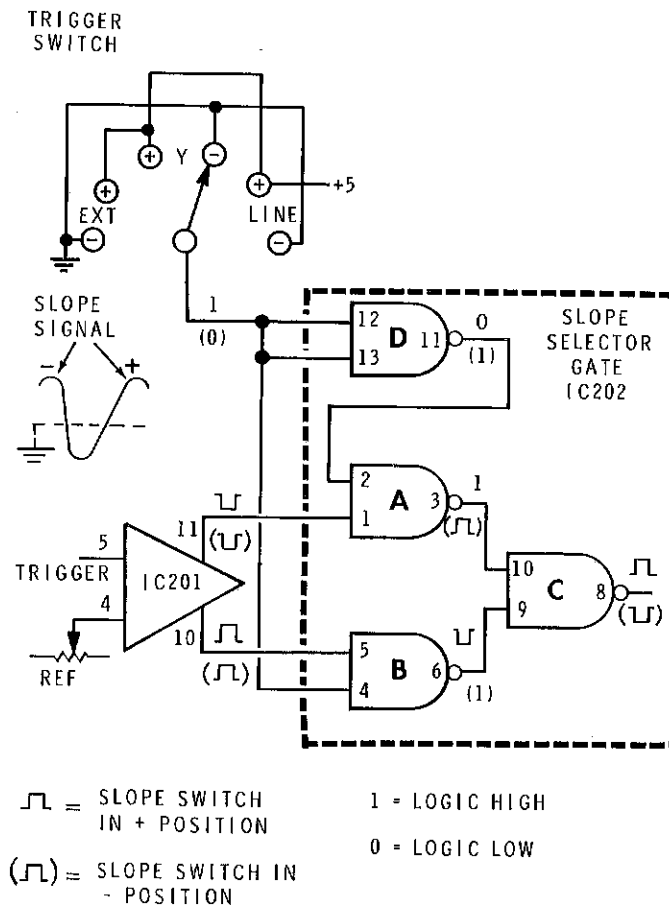 TRIGGER
SWITCH
+
Y
-
+
EXT
-
+
+5
LINE
-
SLOPE
SIGNAL
-
+
1
(0)
12
13
D
11
0
(1)
SLOPE
SELECTOR
GATE
IC202
2
1
A
3
1
( )
5
TRIGGER
4
REF
IC201
11
( )
10
( )
5
4
B
6
(1)
10
9
C
8
( )
= SLOPE SWITCH
IN + POSITION
( ) = SLOPE SWITCH IN
- POSITION
1 = LOGIC HIGH
0 = LOGIC LOW